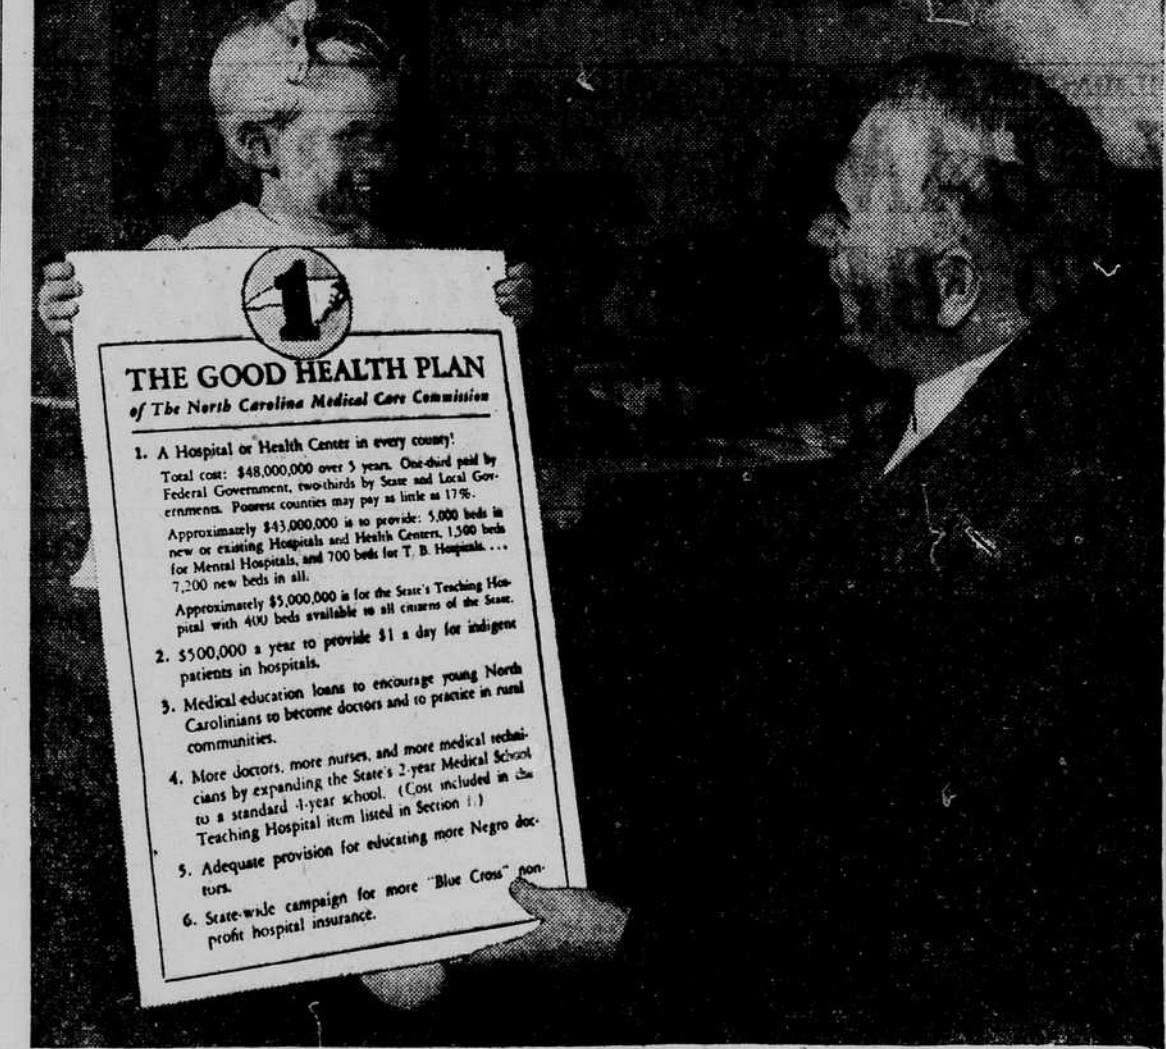 1
THE GOOD HEALTH PLAN
of The North Carolina Medical Care Commission
1. A Hospital or Health Center in every county!
Total cost: $48,000,000 over 5 years. One-third paid by
Federal Government, two-thirds by State and Local Gov-
ernments. Poorest counties may pay as little as 17%.
Approximately $43,000,000 is to provide: 5,000 beds in
new or existing Hospitals and Health Centers, 1,500 beds
for Mental Hospitals, and 700 beds for T. B. Hospitals. . . .
7,200 new beds in all.
Approximately $5,000,000 is for the State's Teaching Hos-
pital with 400 beds available to all citizens of the State.
2. $500,000 a year to provide $1 a day for indigent
patients in hospitals.
3. Medical education loans to encourage young North
Carolinians to become doctors and to practice in rural
communities.
4. More doctors, more nurses, and more medical techni-
cians by expanding the State's 2-year Medical School
to a standard 4-year school. (Cost included in the
Teaching Hospital item listed in Section 1.)
5. Adequate provision for educating more Negro doc-
tors.
6. State-wide campaign for more "Blue Cross" non-
profit hospital insurance.